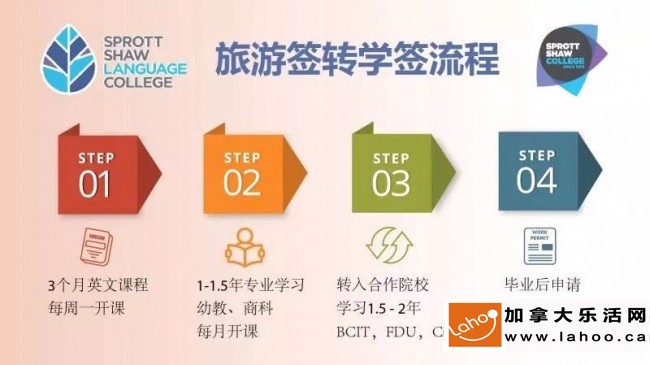 SPROTT
SHAW
LANGUAGE
COLLEGE
旅游签转学签流程
SPROTT
SHAW
COLLEGE
SINCE 1903
STEP
01
STEP
02
STEP
03
STEP
04
WORK
PERMIT
3个月英文课程
每周一开课
1-1.5年专业学习
幼教、商科
每月开课
转入合作院校
学习1.5 - 2年
BCIT，FDU，C
毕业后申请
Lahoo
加拿大乐活网
www.lahoo.ca